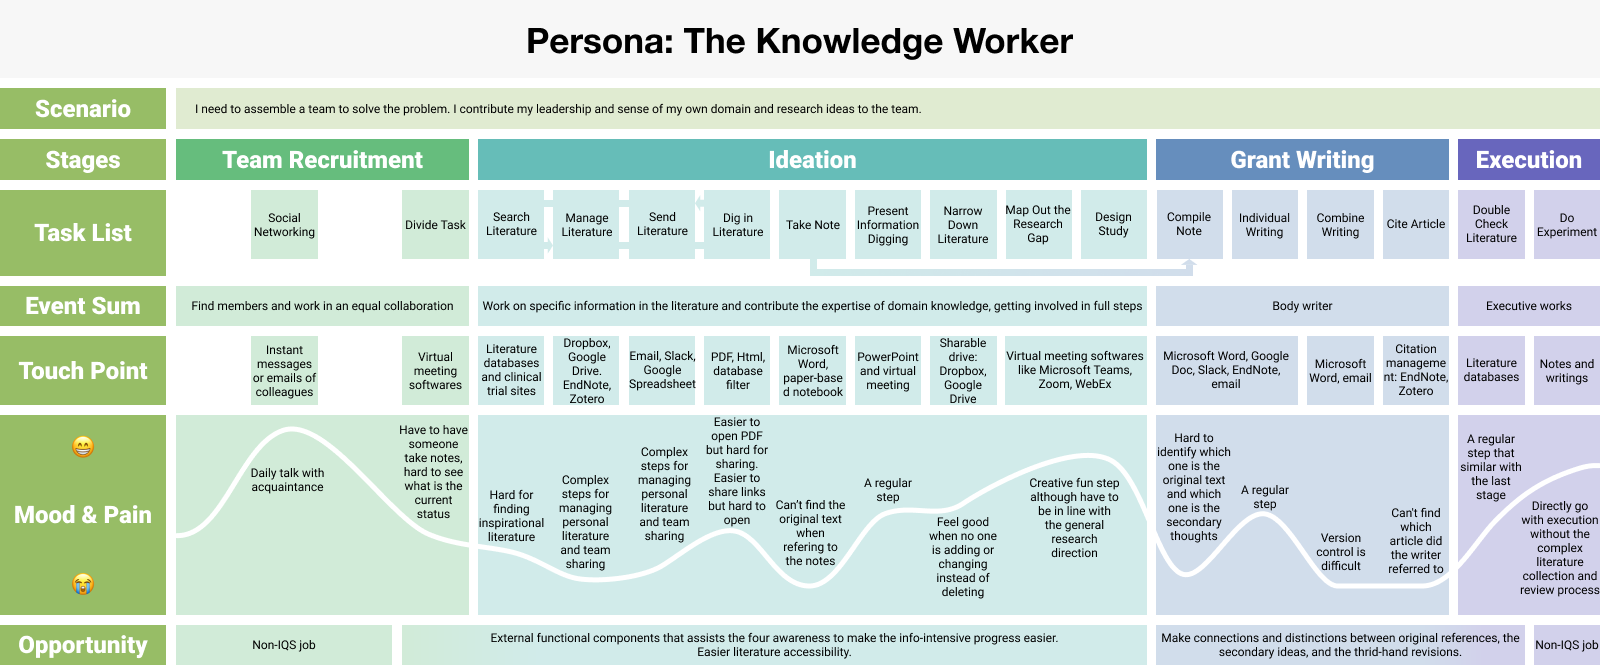 Persona: The Knowledge Worker
Scenario
I need to assemble a team to solve the problem. I contribute my leadership and sense of my own domain and research ideas to the team.
Stages
Team Recruitment
Ideation
Grant Writing
Execution
Task List
Social
Networking
Divide Task
Search
Literature
Manage
Literature
Send
Literature
Dig in
Literature
Take Note
Present
Information
Digging
Narrow
Down
Literature
Map Out the
Research
Gap
Design
Study
Compile
Note
Individual
Writing
Combine
Writing
Cite Article
Double
Check
Literature
Do
Experiment
Event Sum
Find members and work in an equal collaboration
Work on specific information in the literature and contribute the expertise of domain knowledge, getting involved in full steps
Body writer
Executive works
Touch Point
Instant
messages
or emails of
colleagues
Virtual
meeting
softwares
Literature
databases
and clinical
trial sites
Dropbox,
Google
Drive.
EndNote,
Zotero
Email, Slack,
Google
Spreadsheet
PDF, Html,
database
filter
Microsoft
Word,
paper-base
d notebook
PowerPoint
and virtual
meeting
Sharable
drive:
Dropbox,
Google
Drive
Virtual meeting softwares
like Microsoft Teams,
Zoom, WebEx
Microsoft Word, Google
Doc, Slack, EndNote,
email
Microsoft
Word, email
Citation
manageme
nt: EndNote,
Zotero
Literature
databases
Notes and
writings
Mood & Pain
Daily talk with
acquaintance
Have to have
someone
take notes,
hard to see
what is the
current
status
Hard for
finding
inspirational
literature
Complex
steps for
managing
personal
literature
and team
sharing
Complex
steps for
managing
personal
literature
and team
sharing
Easier to
open PDF
but hard for
sharing.
Easier to
share links
but hard to
open
Can't find the
original text
when
refering to
the notes
A regular
step
Feel good
when no one
is adding or
changing
instead of
deleting
Creative fun step
although have to
be in line with
the general
research
direction
Hard to
identify which
one is the
original text
and which
one is the
secondary
thoughts
A regular
step
Version
control is
difficult
Can't find
which
article did
the writer
referred to
A regular
step that
similar with
the last
stage
Directly go
with execution
without the
complex
literature
collection and
review process
Opportunity
Non-IQS job
External functional components that assists the four awareness to make the info-intensive progress easier.
Easier literature accessibility.
Make connections and distinctions between original references, the
secondary ideas, and the thrid-hand revisions.
Non-IQS job